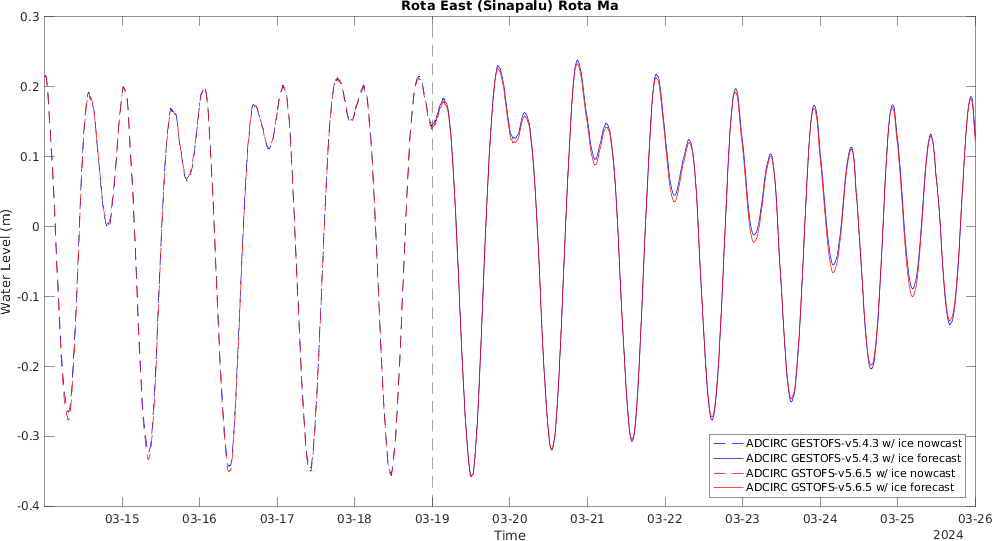 Rota East (Sinapalu) Rota Ma
Water Level (m)
0.3
0.2
0.1
0
-0.1
-0.2
-0.3
-0.4
ADCIRC GESTOFS-v5.4.3 w/ ice nowcast
ADCIRC GESTOFS-v5.4.3 w/ ice forecast
ADCIRC GSTOFS-v5.6.5 w/ ice nowcast
ADCIRC GSTOFS-v5.6.5 w/ ice forecast
03-15 03-16 03-17 03-18 03-19 03-20 03-21 03-22 03-23 03-24 03-25 03-26
Time
2024